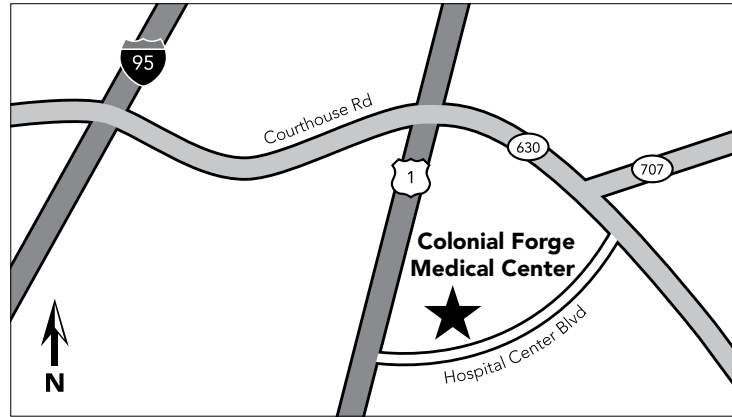 95
Courthouse Rd
630
707
1
Colonial Forge
Medical Center
Hospital Center Blvd
N